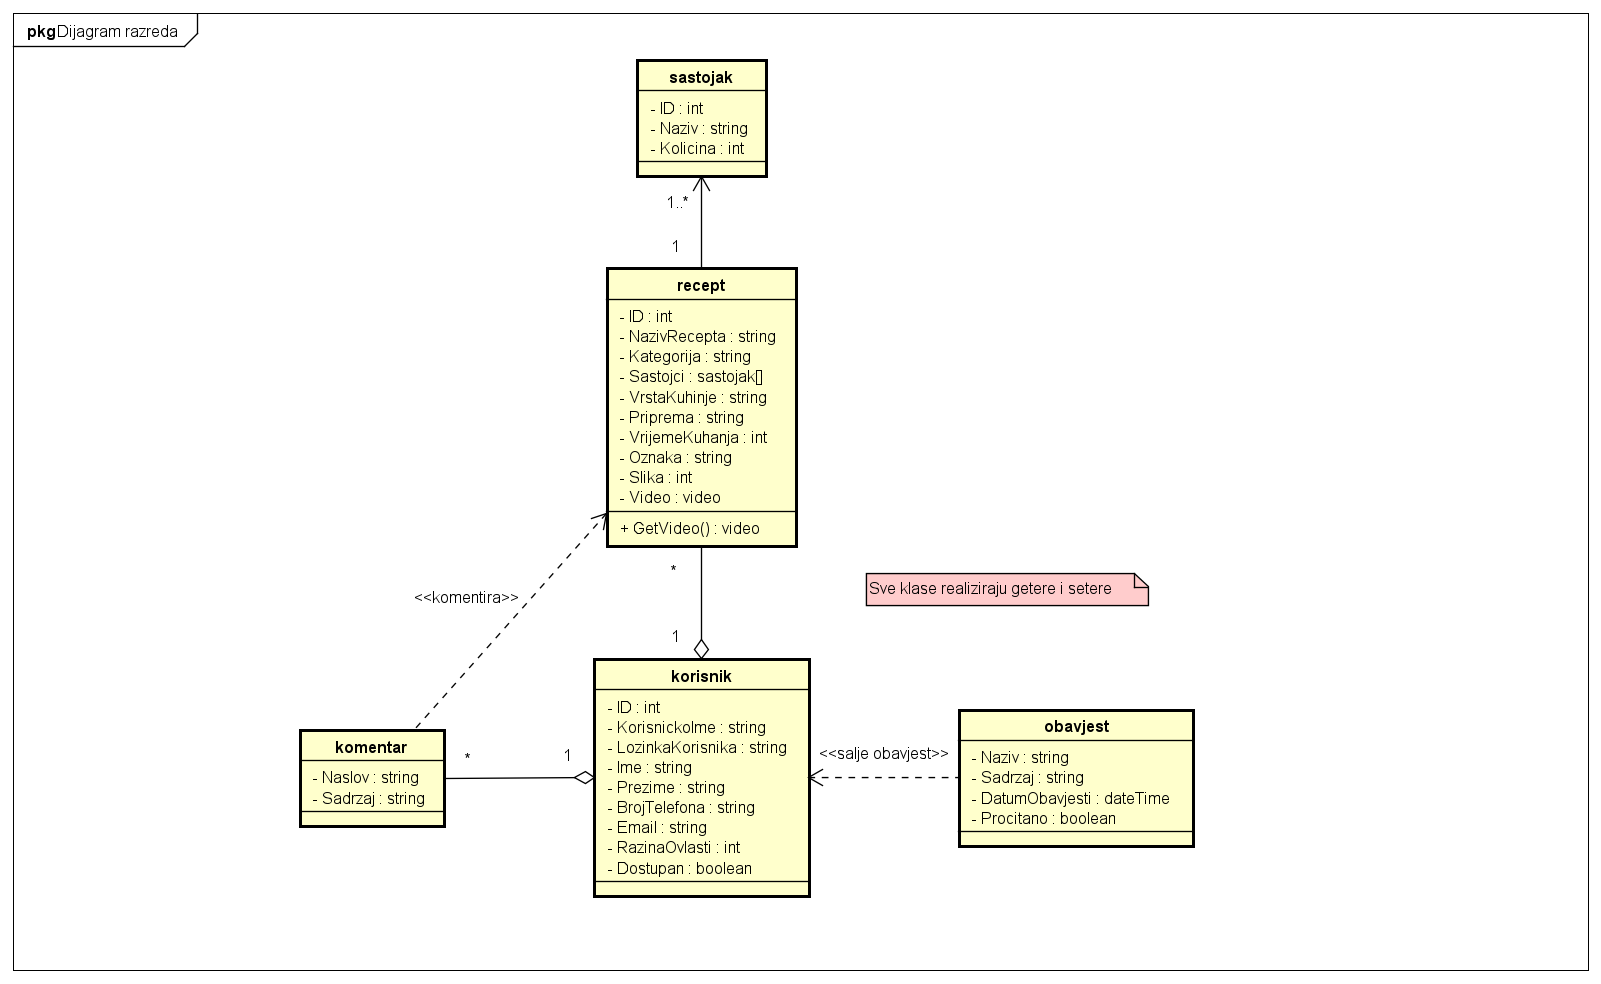 pkg Dijagram razreda
sastojak
- ID : int
- Naziv : string
- Kolicina : int
1..*
1
recept
- ID : int
- NazivRecepta : string
- Kategorija : string
- Sastojci : sastojak[]
- VrstaKuhinje : string
- Priprema : string
- VrijemeKuhanja : int
- Oznaka : string
- Slika : int
- Video : video
+ GetVideo() : video
*
1
<<komentira>>
Sve klase realiziraju getere i setere
korisnik
- ID : int
- KorisnickoIme : string
- LozinkaKorisnika : string
- Ime : string
- Prezime : string
- BrojTelefona : string
- Email : string
- RazinaOvlasti : int
- Dostupan : boolean
komentar
- Naslov : string
- Sadrzaj : string
*
1
<<salje obavjest>>
obavjest
- Naziv : string
- Sadrzaj : string
- DatumObavjesti : dateTime
- Procitano : boolean